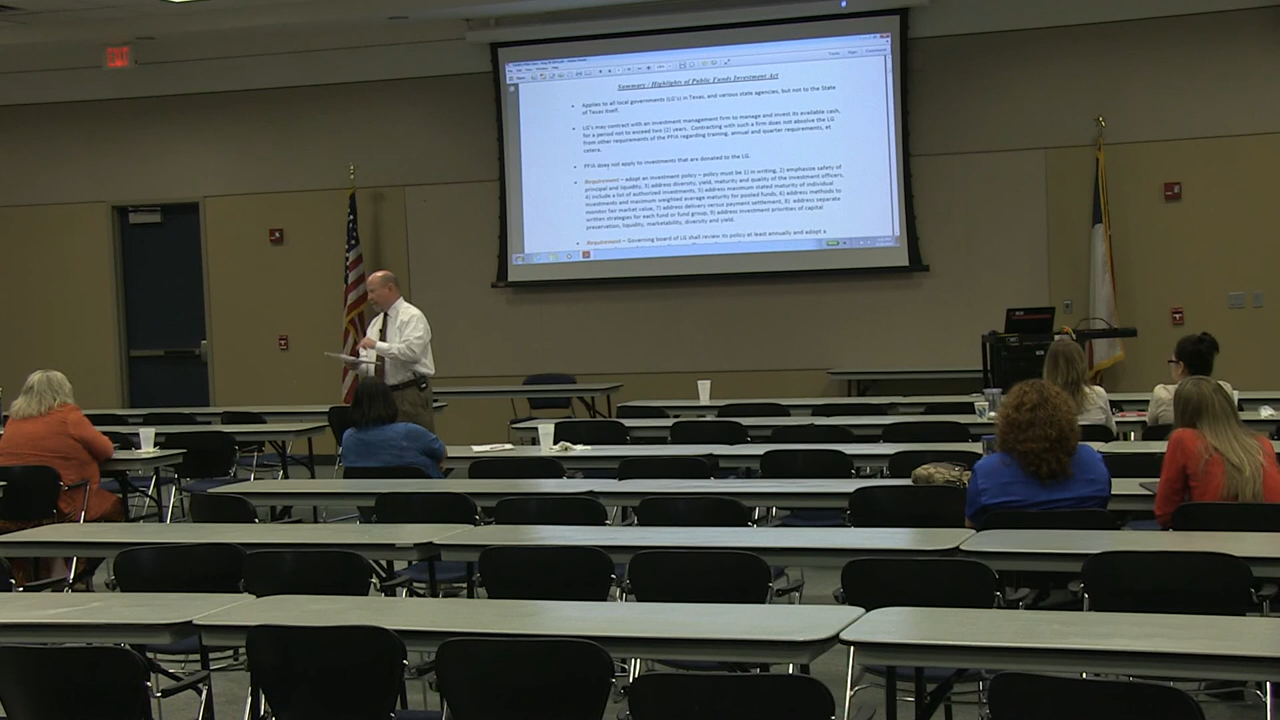 EXIT
Summary / Highlights of Public Funds Investment Act
Applies to all local governments (LG's) in Texas, and various state agencies, but not to the State
of Texas itself.
LG's may contract with an investment management firm to manage and invest its available cash,
for a period not to exceed two (2) years. Contracting with such a firm does not absolve the LG
from other requirements of the PFIA regarding training, annual and quarter requirements, et
cetera.
PFIA does not apply to investments that are donated to the LG.
Requirement – adopt an investment policy – policy must be 1) in writing, 2) emphasize safety of
principal and liquidity, 3) address diversity, yield, maturity and quality of the investment officers,
4) include a list of authorized investments, 5) address maximum stated maturity of individual
investments and maximum weighted average maturity for pooled funds, 6) address methods to
monitor fair market value, 7) address delivery versus payment settlement, 8) address separate
written strategies for each fund or fund group, 9) address investment priorities of capital
preservation, liquidity, marketability, diversity and yield.
Requirement – Governing board of LG shall review its policy at least annually and adopt a